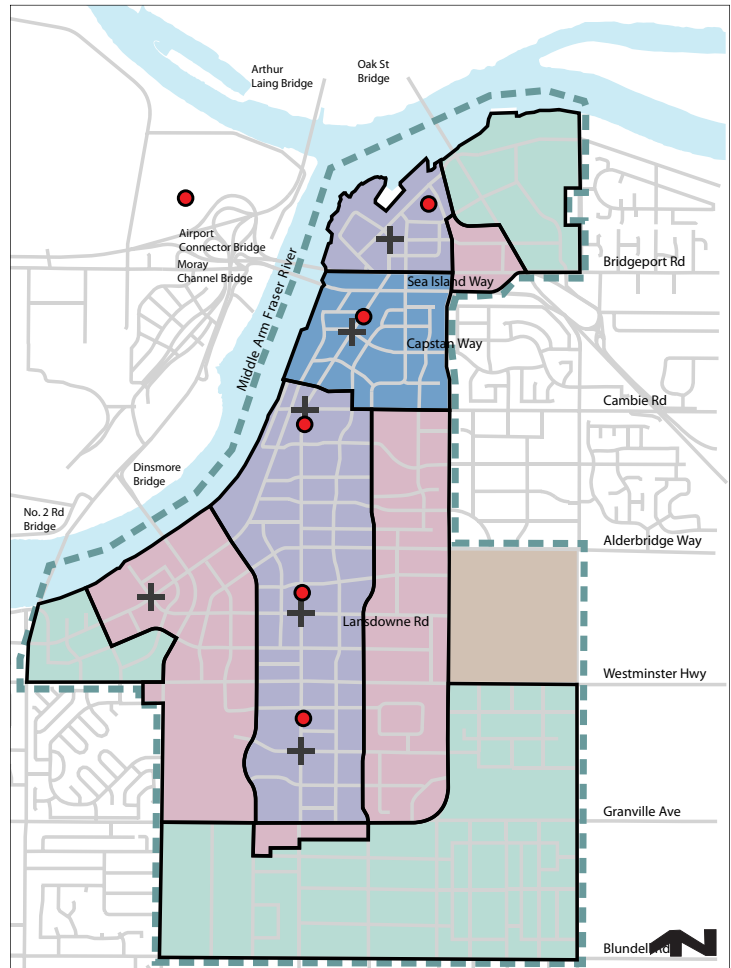 Arthur
Laing Bridge
Oak St
Bridge
Airport
Connector Bridge
Moray
Channel Bridge
Middle Arm Fraser River
Bridgeport Rd
Sea Island Way
Capstan Way
Cambie Rd
Dinsmore
Bridge
No. 2 Rd
Bridge
Alderbridge Way
Lansdowne Rd
Westminster Hwy
Granville Ave
Blundell Rd
N